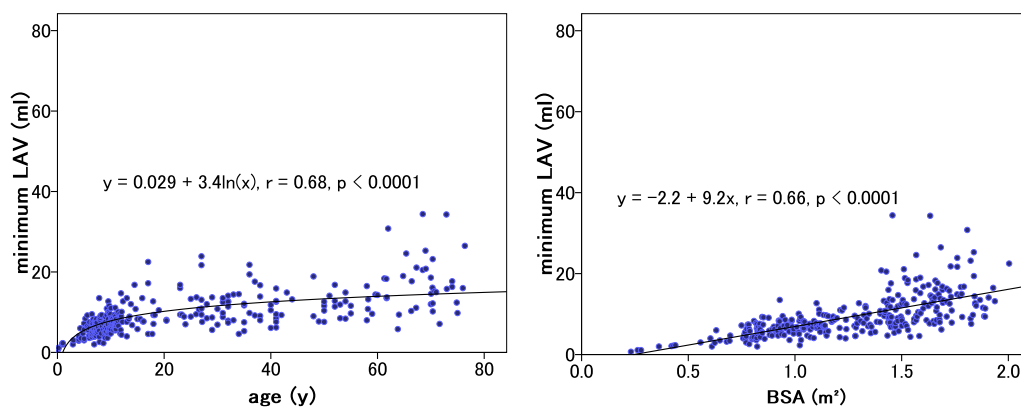 80
60
40
20
0
minimum LAV (ml)
y = 0.029 + 3.4ln(x), r = 0.68, p < 0.0001
0 20 40 60 80
age (y)
80
60
40
20
0
minimum LAV (ml)
y = −2.2 + 9.2x, r = 0.66, p < 0.0001
0.0 0.5 1.0 1.5 2.0
BSA (m²)